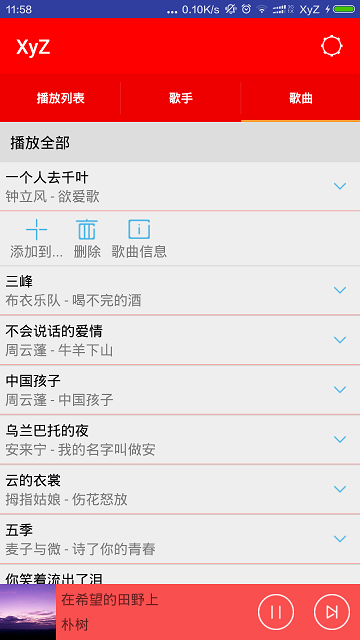 11:58
... 0.10K/s XyZ
XyZ
播放列表 歌手 歌曲
播放全部
一个人去千叶
钟立风 - 欲爱歌
添加到... 删除 歌曲信息
三峰
布衣乐队 - 喝不完的酒
不会说话的爱情
周云蓬 - 牛羊下山
中国孩子
周云蓬 - 中国孩子
乌兰巴托的夜
安来宁 - 我的名字叫做安
云的衣裳
拇指姑娘 - 伤花怒放
五季
麦子与微 - 诗了你的青春
你笑着流出了泪
在希望的田野上
朴树